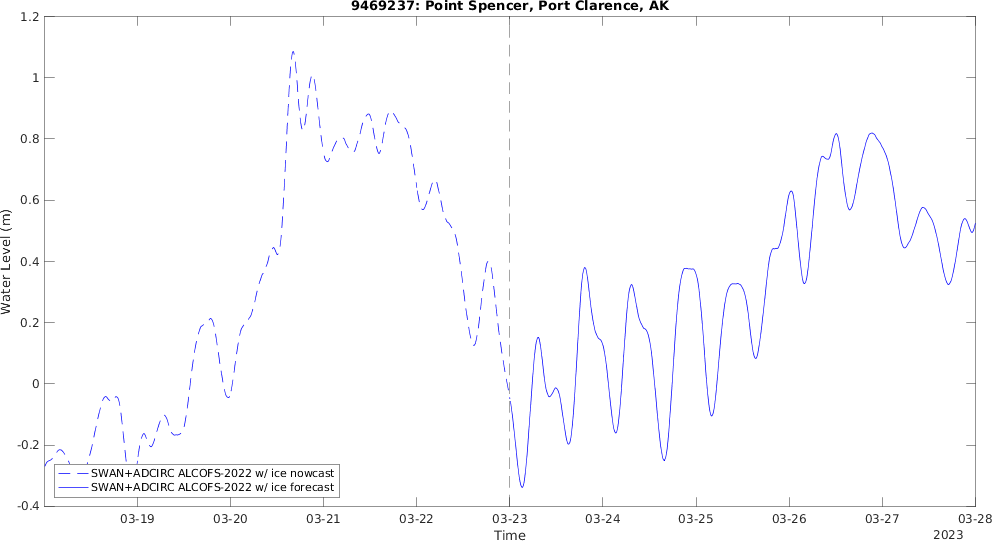 9469237: Point Spencer, Port Clarence, AK
1.2
1
0.8
0.6
0.4
0.2
0
-0.2
-0.4
Water Level (m)
SWAN+ADCIRC ALCOFS-2022 w/ ice nowcast
SWAN+ADCIRC ALCOFS-2022 w/ ice forecast
03-19 03-20 03-21 03-22 03-23 03-24 03-25 03-26 03-27 03-28
Time
2023